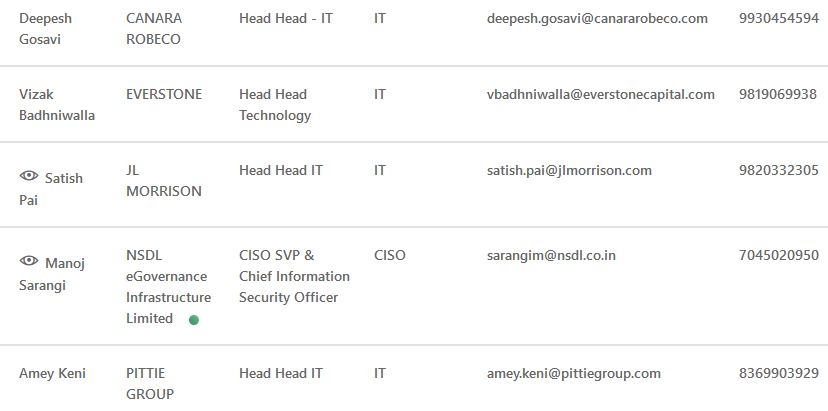 Deepesh Gosavi CANARA ROBECO Head Head - IT IT deepesh.gosavi@canararobeco.com 9930454594
Vizak Badhniwalla EVERSTONE Head Head Technology IT vbadhniwalla@everstonecapital.com 9819069938
Satish Pai JL MORRISON Head Head IT IT satish.pai@jlmorrison.com 9820332305
Manoj Sarangi NSDL eGovernance Infrastructure Limited CISO SVP & Chief Information Security Officer CISO sarangim@nsdl.co.in 7045020950
Amey Keni PITTIE GROUP Head Head IT IT amey.keni@pittiegroup.com 8369903929